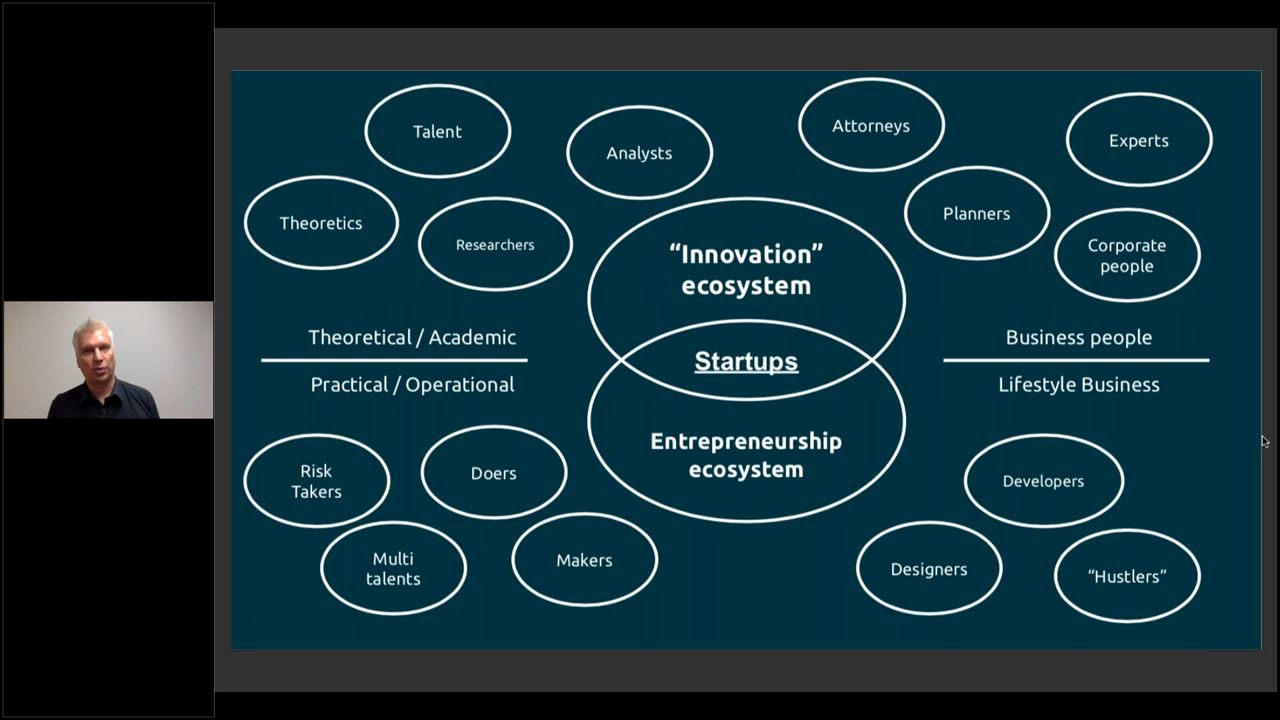 Talent
Analysts
Attorneys
Experts
Theoretics
Researchers
Planners
Corporate
people
“Innovation”
ecosystem
Theoretical / Academic
Practical / Operational
Startups
Business people
Lifestyle Business
Entrepreneurship
ecosystem
Risk
Takers
Doers
Multi
talents
Makers
Developers
Designers
“Hustlers”